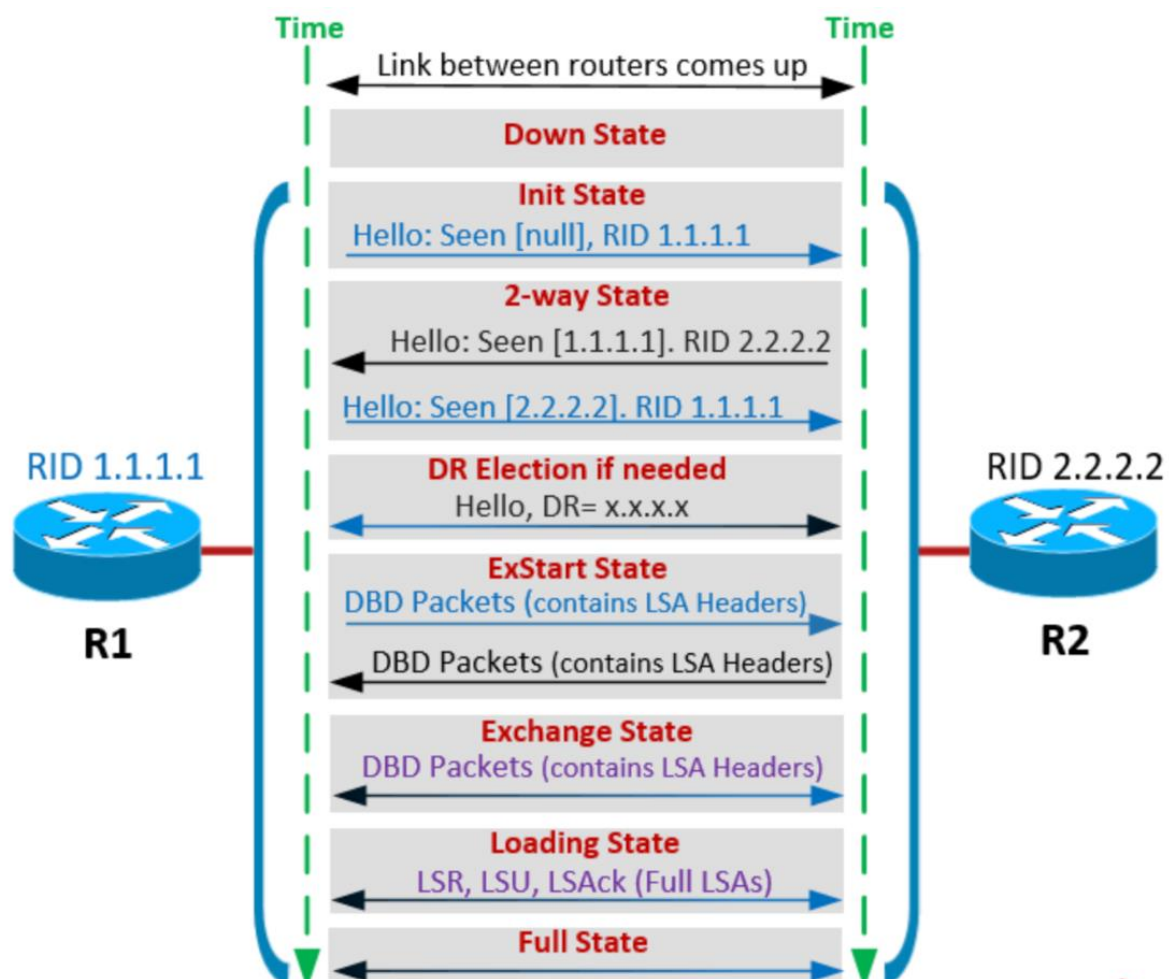 Time
Time
Link between routers comes up
Down State
Init State
Hello: Seen [null], RID 1.1.1.1
2-way State
Hello: Seen [1.1.1.1]. RID 2.2.2.2
Hello: Seen [2.2.2.2]. RID 1.1.1.1
RID 1.1.1.1
DR Election if needed
RID 2.2.2.2
Hello, DR= x.x.x.x
ExStart State
DBD Packets (contains LSA Headers)
R1
R2
DBD Packets (contains LSA Headers)
Exchange State
DBD Packets (contains LSA Headers)
Loading State
LSR, LSU, LSAck (Full LSAs)
Full State